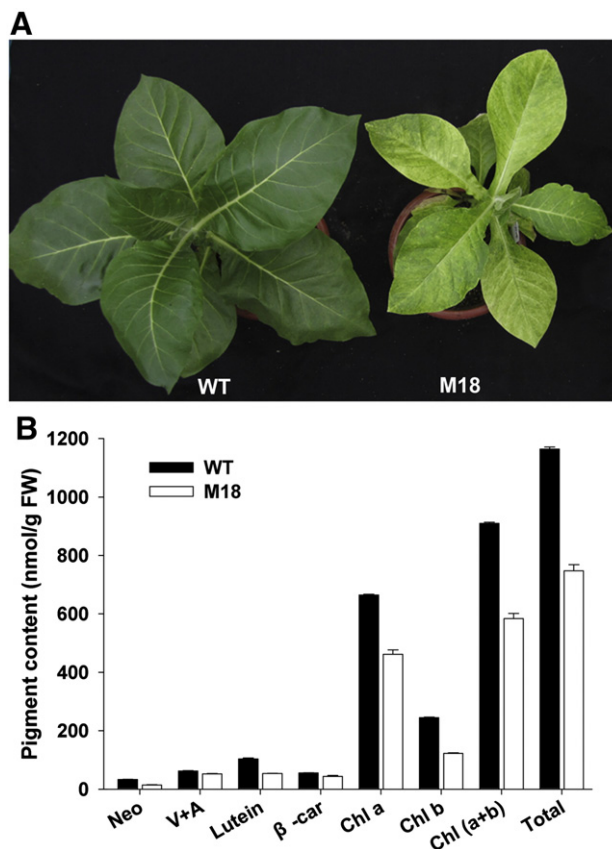 A
WT
M18
B
Pigment content (nmol/g FW)
1200
1000
800
600
400
200
0
WT
M18
Neo
V+A
Lutein
β -car
Chl a
Chl b
Chl (a+b)
Total